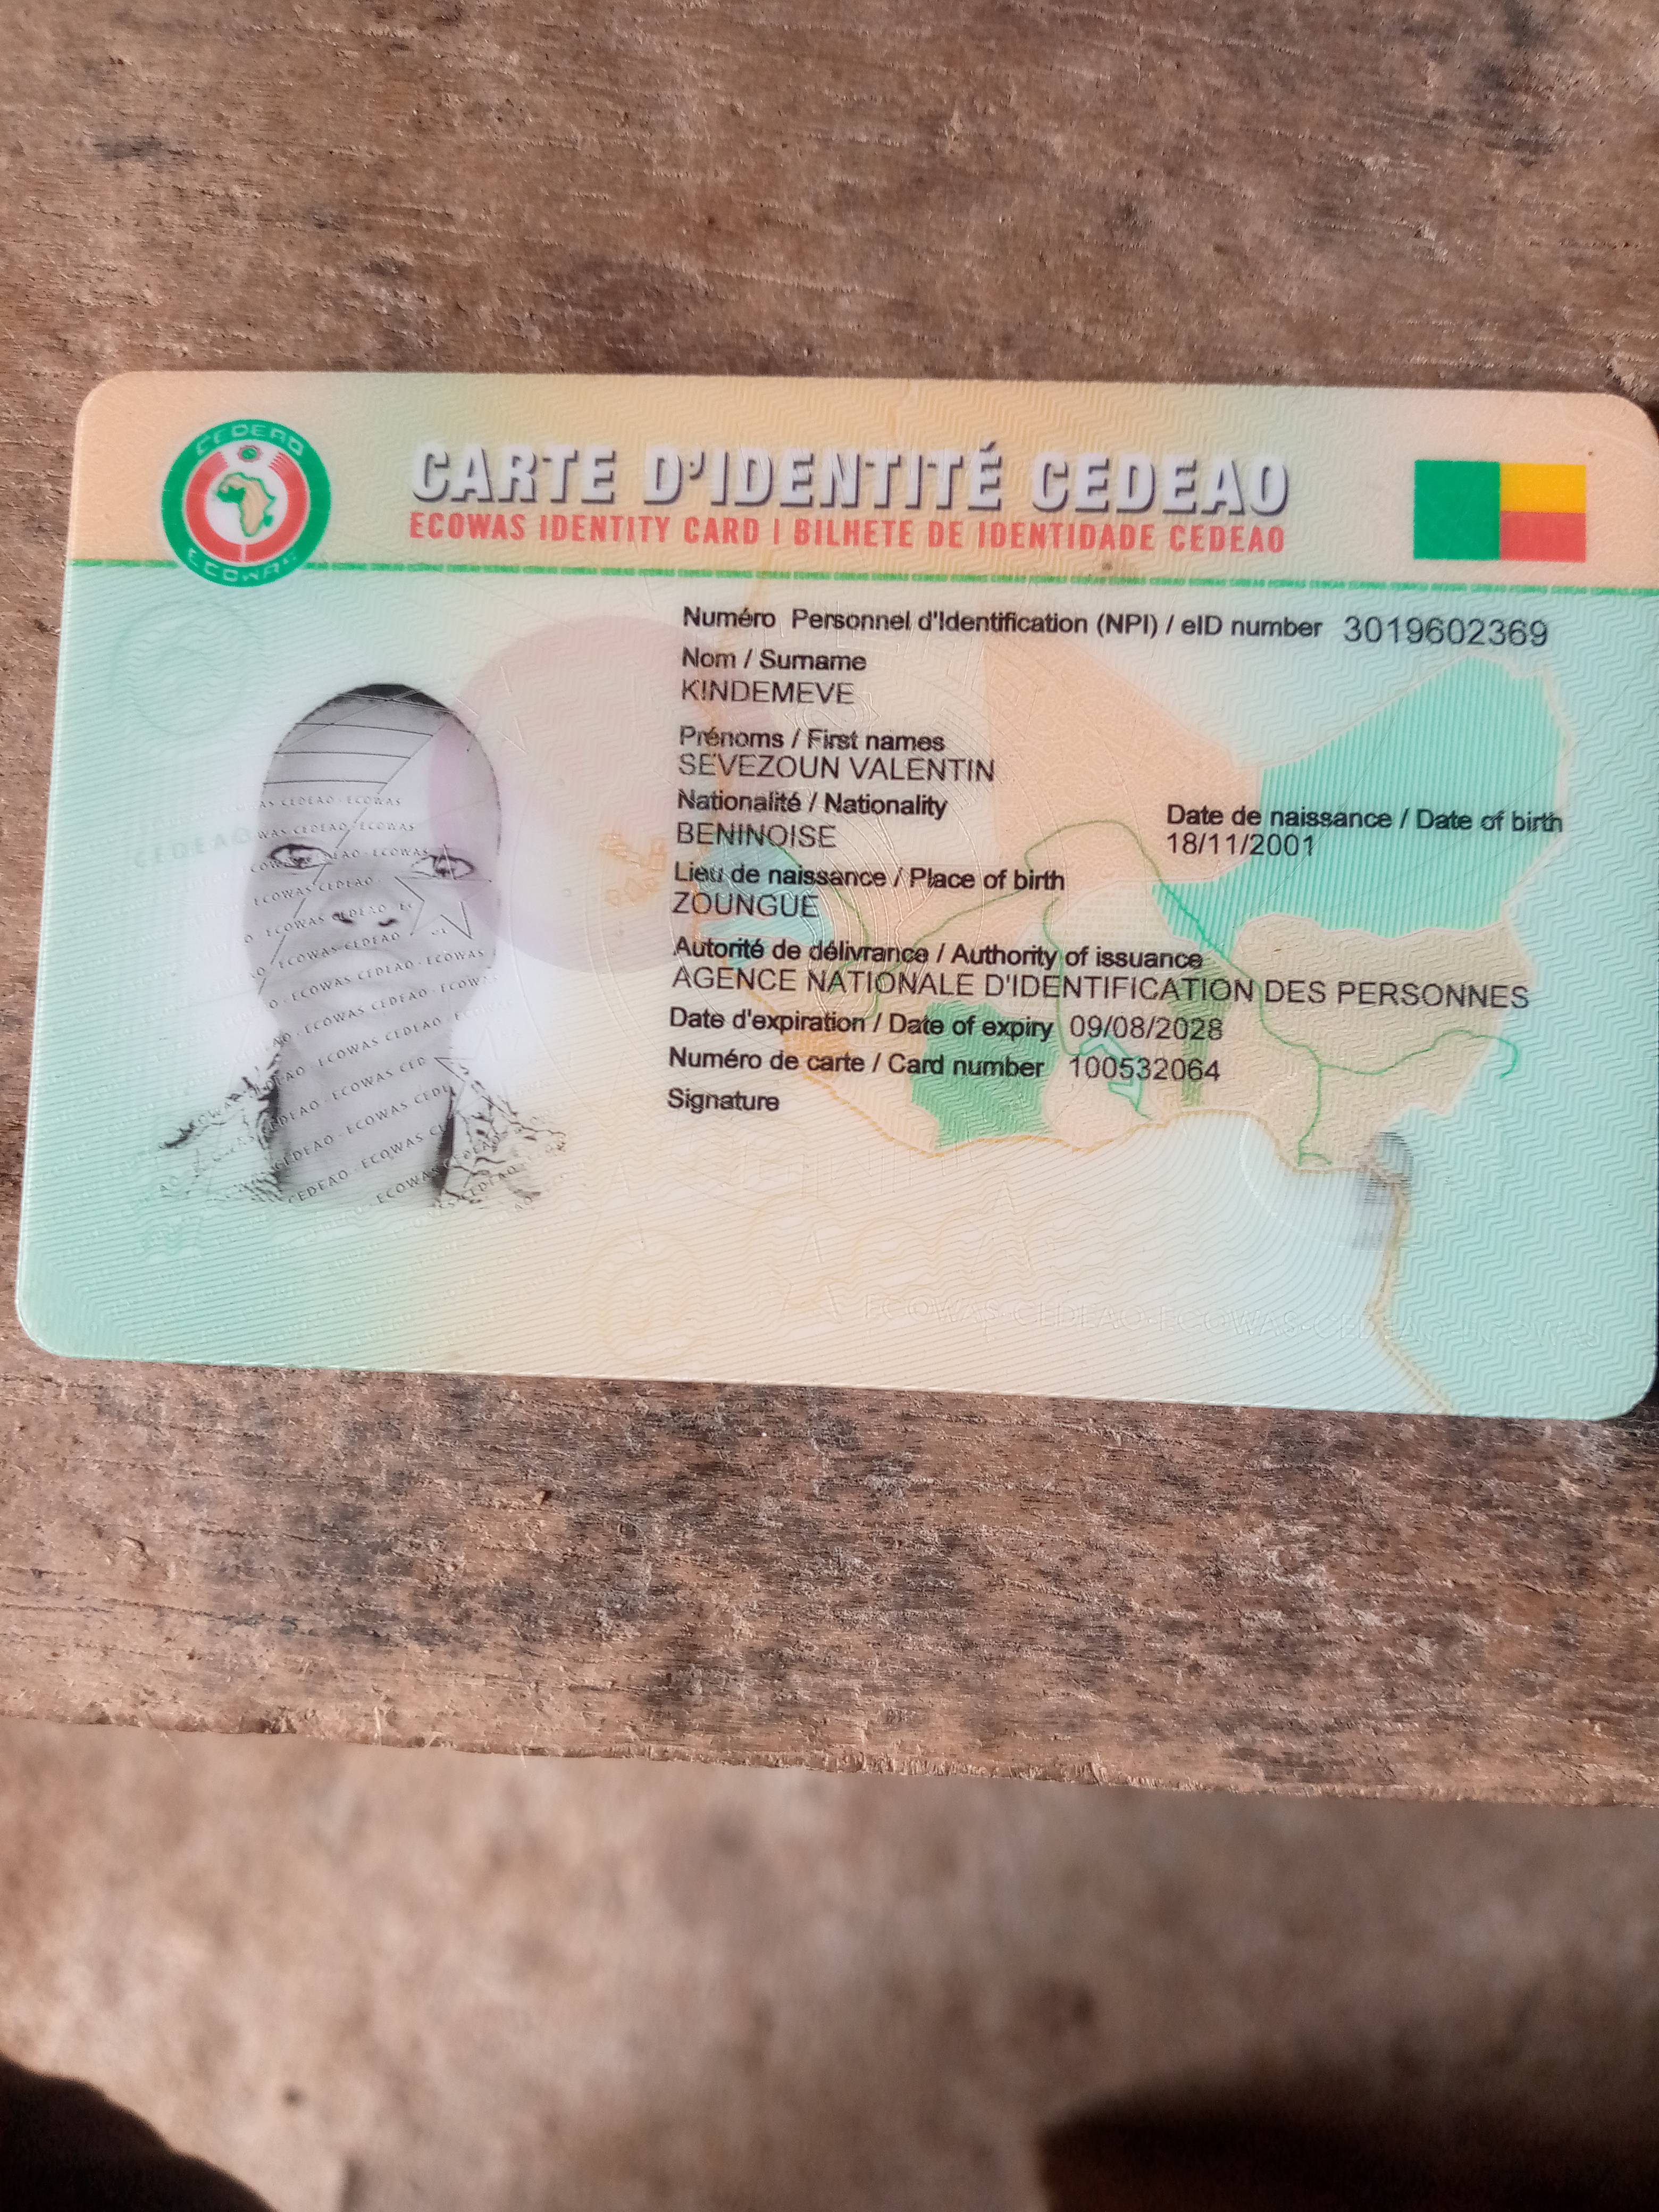 CEDEAO
ECOWAS
CARTE D'IDENTITÉ CEDEAO
ECOWAS IDENTITY CARD | BILHETE DE IDENTIDADE CEDEAO
Numéro Personnel d'Identification (NPI) / eID number 3019602369
Nom / Surname
KINDEMEVE
Prénoms / First names
SEVEZOUN VALENTIN
Nationalité / Nationality
BENINOISE
Date de naissance / Date of birth
18/11/2001
Lieu de naissance / Place of birth
ZOUNGUE
Autorité de délivrance / Authority of issuance
AGENCE NATIONALE D'IDENTIFICATION DES PERSONNES
Date d'expiration / Date of expiry 09/08/2028
Numéro de carte / Card number 100532064
Signature
ECOWAS-CEDEAO-ECOWAS-CEDEAO-ECOWAS